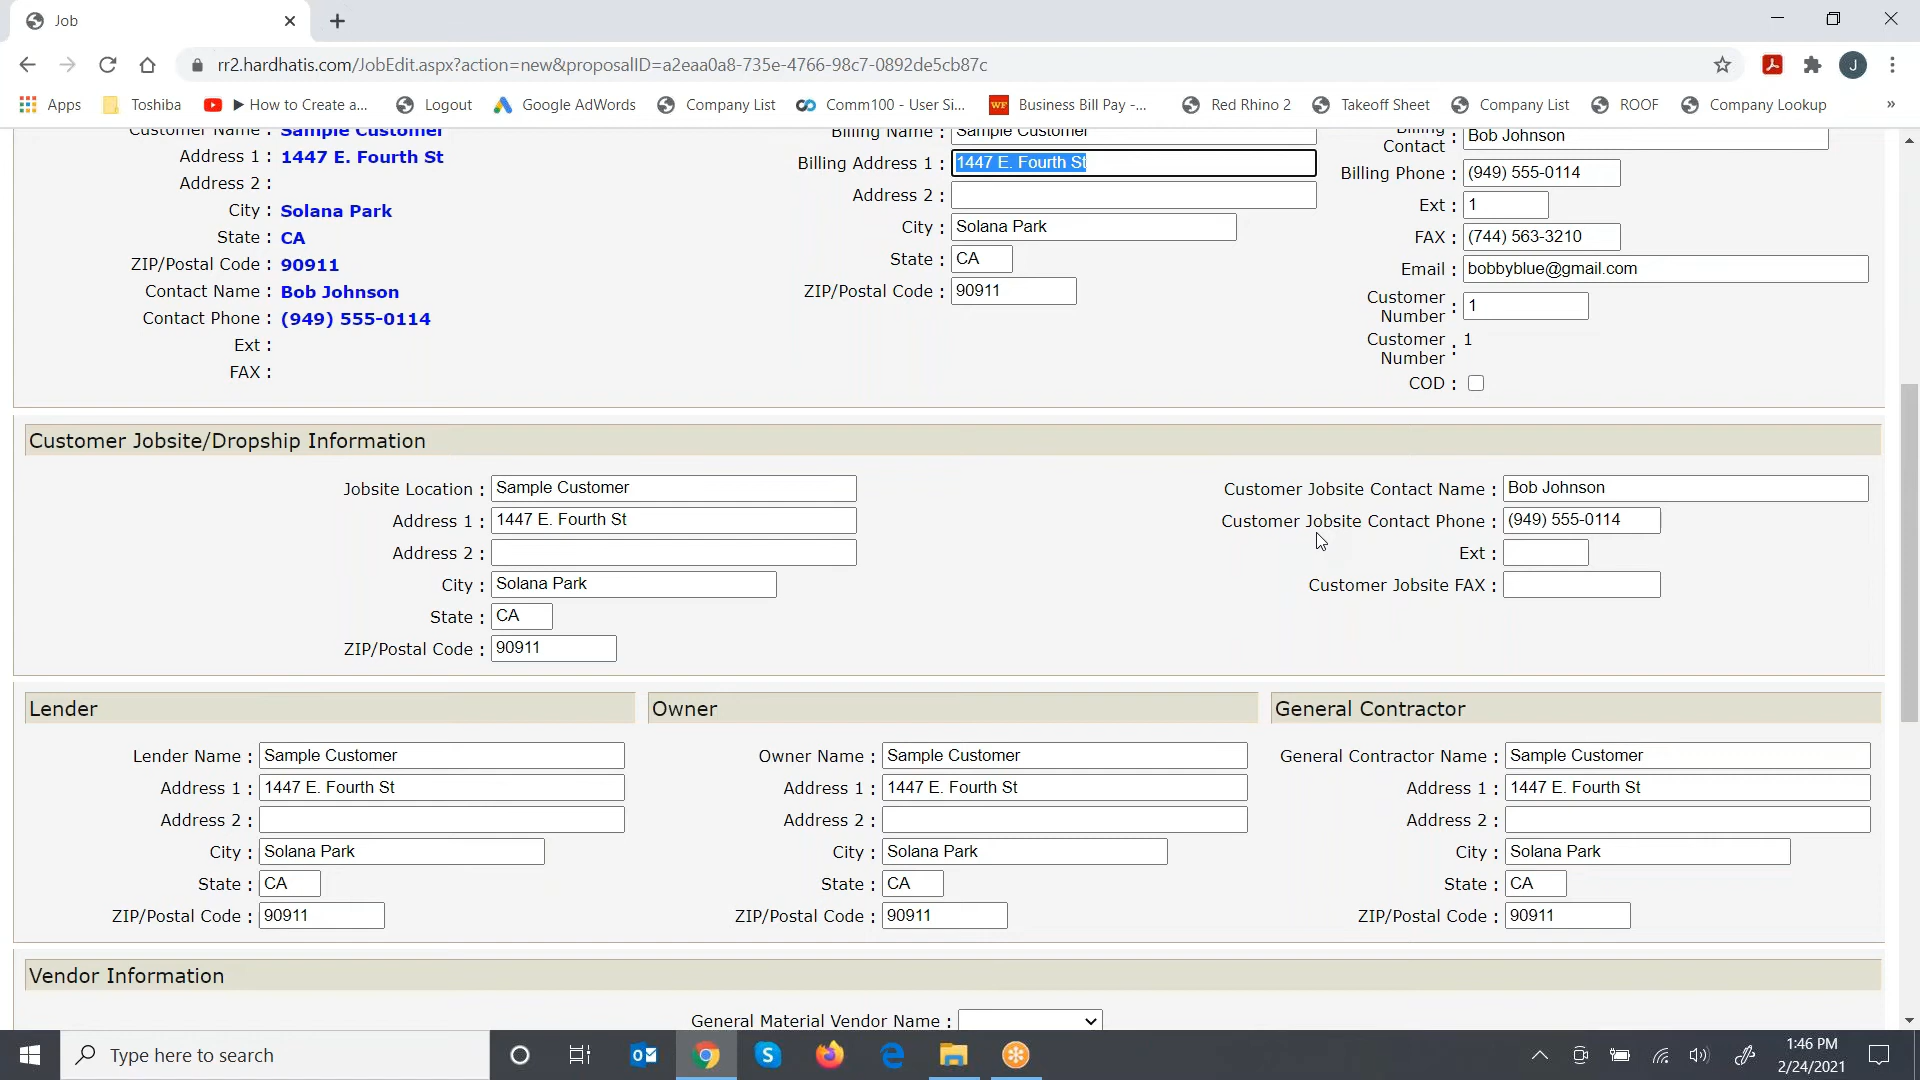 Job
rr2.hardhatis.com/JobEdit.aspx?action=new&proposalID=a2eaa0a8-735e-4766-98c7-0892de5cb87c
J
Apps
Toshiba
▶ How to Create a...
Logout
Google AdWords
Company List
Comm100 - User Si...
WF Business Bill Pay -...
Red Rhino 2
Takeoff Sheet
Company List
ROOF
Company Lookup
»
Customer Name : Sample Customer
Address 1 : 1447 E. Fourth St
Address 2 :
City : Solana Park
State : CA
ZIP/Postal Code : 90911
Contact Name : Bob Johnson
Contact Phone : (949) 555-0114
Ext :
FAX :
Billing Name : Sample Customer
Billing Address 1 : 1447 E. Fourth St
Address 2 :
City : Solana Park
State : CA
ZIP/Postal Code : 90911
Billing Contact : Bob Johnson
Billing Phone : (949) 555-0114
Ext : 1
FAX : (744) 563-3210
Email : bobbyblue@gmail.com
Customer Number : 1
Customer Number : 1
COD :
Customer Jobsite/Dropship Information
Jobsite Location : Sample Customer
Address 1 : 1447 E. Fourth St
Address 2 :
City : Solana Park
State : CA
ZIP/Postal Code : 90911
Customer Jobsite Contact Name : Bob Johnson
Customer Jobsite Contact Phone : (949) 555-0114
Ext :
Customer Jobsite FAX :
Lender
Lender Name : Sample Customer
Address 1 : 1447 E. Fourth St
Address 2 :
City : Solana Park
State : CA
ZIP/Postal Code : 90911
Owner
Owner Name : Sample Customer
Address 1 : 1447 E. Fourth St
Address 2 :
City : Solana Park
State : CA
ZIP/Postal Code : 90911
General Contractor
General Contractor Name : Sample Customer
Address 1 : 1447 E. Fourth St
Address 2 :
City : Solana Park
State : CA
ZIP/Postal Code : 90911
Vendor Information
General Material Vendor Name :
Type here to search
1:46 PM
2/24/2021